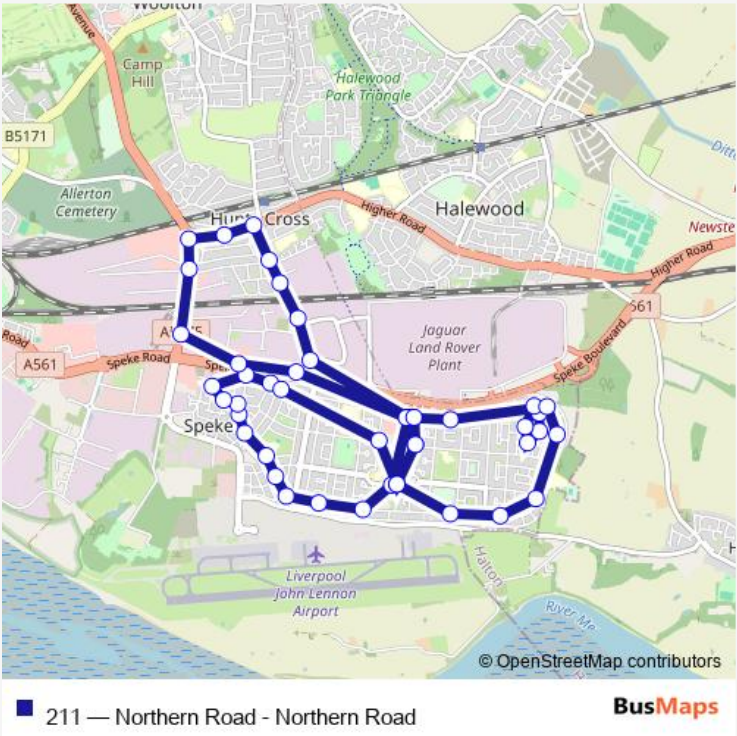 Woolton
Avenue
Camp
Hill
Halewood
Park Triangle
B5171
Allerton
Cemetery
Cross
Higher Road
Halewood
Newste
Higher Road
561
Jaguar
Land Rover
Plant
Speke Boulevard
Road
A561
Speke Road
Speke
Halton
Liverpool
John Lennon
Airport
River Me
© OpenStreetMap contributors
211 — Northern Road - Northern Road
BusMaps